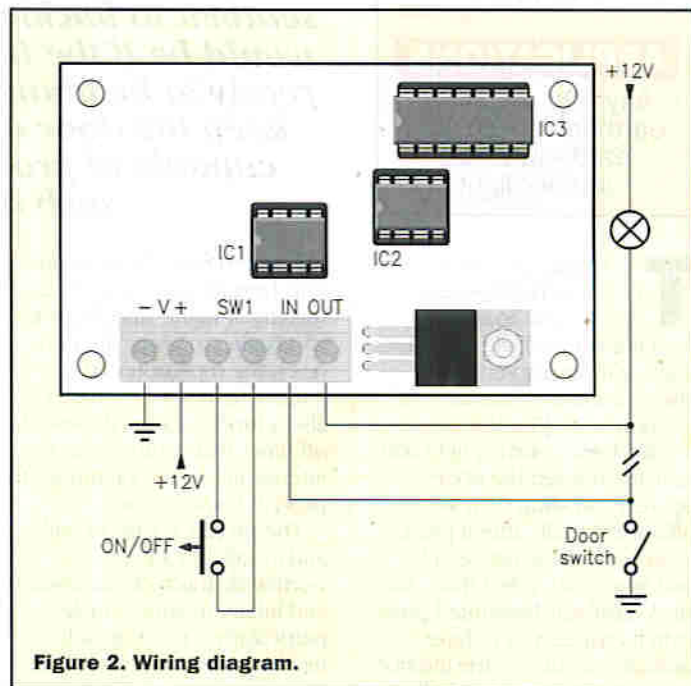 +12V
IC3
IC1
IC2
- V + SW1 IN OUT
+12V
ON/OFF
Door
switch
Figure 2. Wiring diagram.